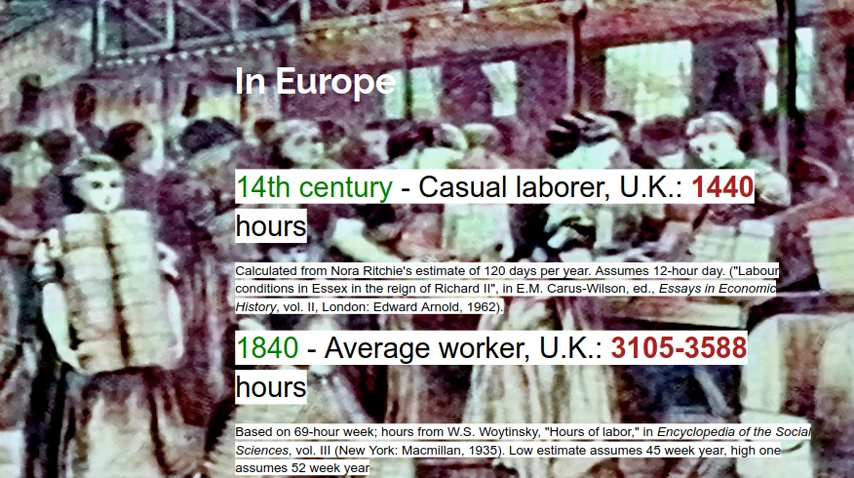 In Europe
14th century - Casual laborer, U.K.: 1440
hours
Calculated from Nora Ritchie's estimate of 120 days per year. Assumes 12-hour day. ("Labour
conditions in Essex in the reign of Richard II", in E.M. Carus-Wilson, ed., Essays in Economic
History, vol. II, London: Edward Arnold, 1962).
1840 - Average worker, U.K.: 3105-3588
hours
Based on 69-hour week; hours from W.S. Woytinsky, "Hours of labor," in Encyclopedia of the Social
Sciences, vol. III (New York: Macmillan, 1935). Low estimate assumes 45 week year, high one
assumes 52 week year